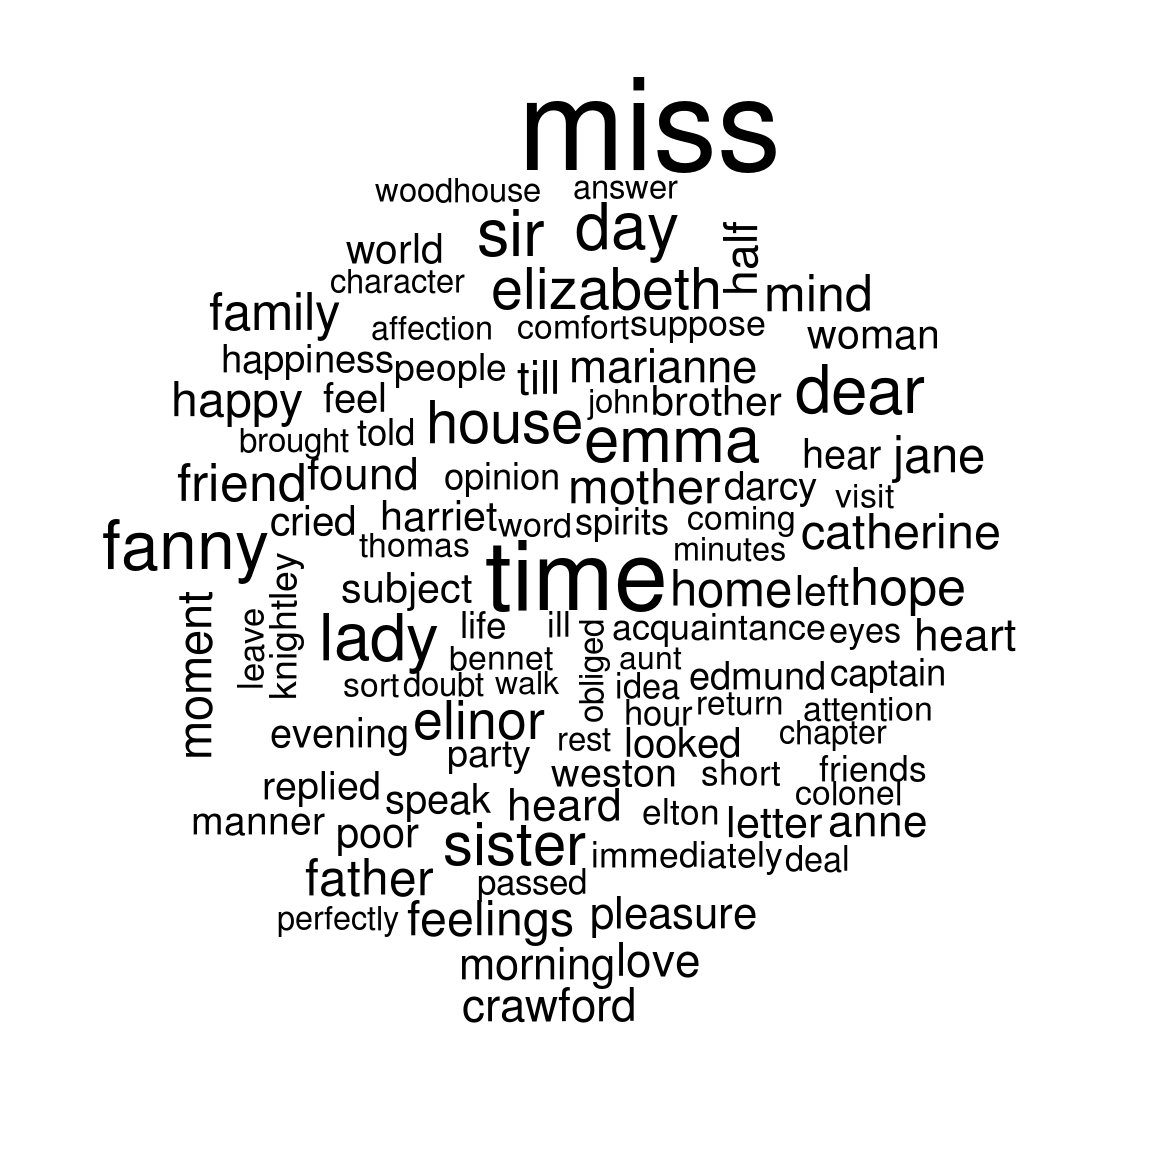 miss
woodhouse answer
sir day
world half
character elizabeth mind
family affection comfort suppose woman
happiness people till marianne
happy feel house john brother dear
brought told emma hear jane
friend found opinion mother darcy visit
cried harriet word spirits coming catherine
fanny thomas time minutes
subject home left hope
moment leave knightley lady life ill obliged acquaintance eyes heart
bennet aunt
sort doubt walk idea edmund captain
elinor hour return attention
evening party rest looked chapter
weston short friends
replied speak heard elton colonel
manner poor letter anne
sister immediately deal
father passed
perfectly feelings pleasure
morning love
crawford